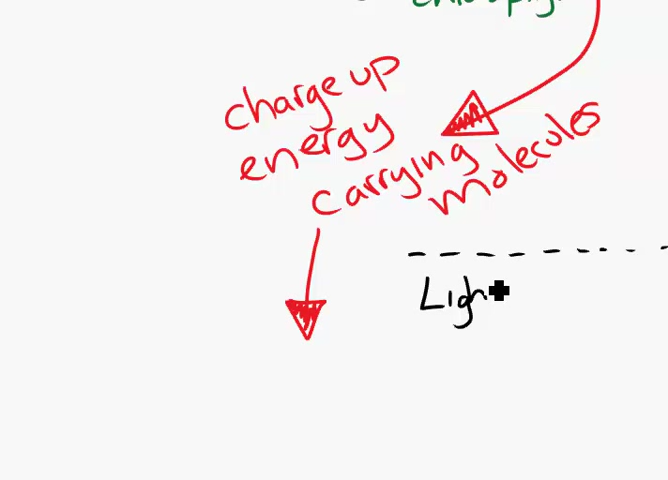 charge up
energy
carrying
molecules
Ligh